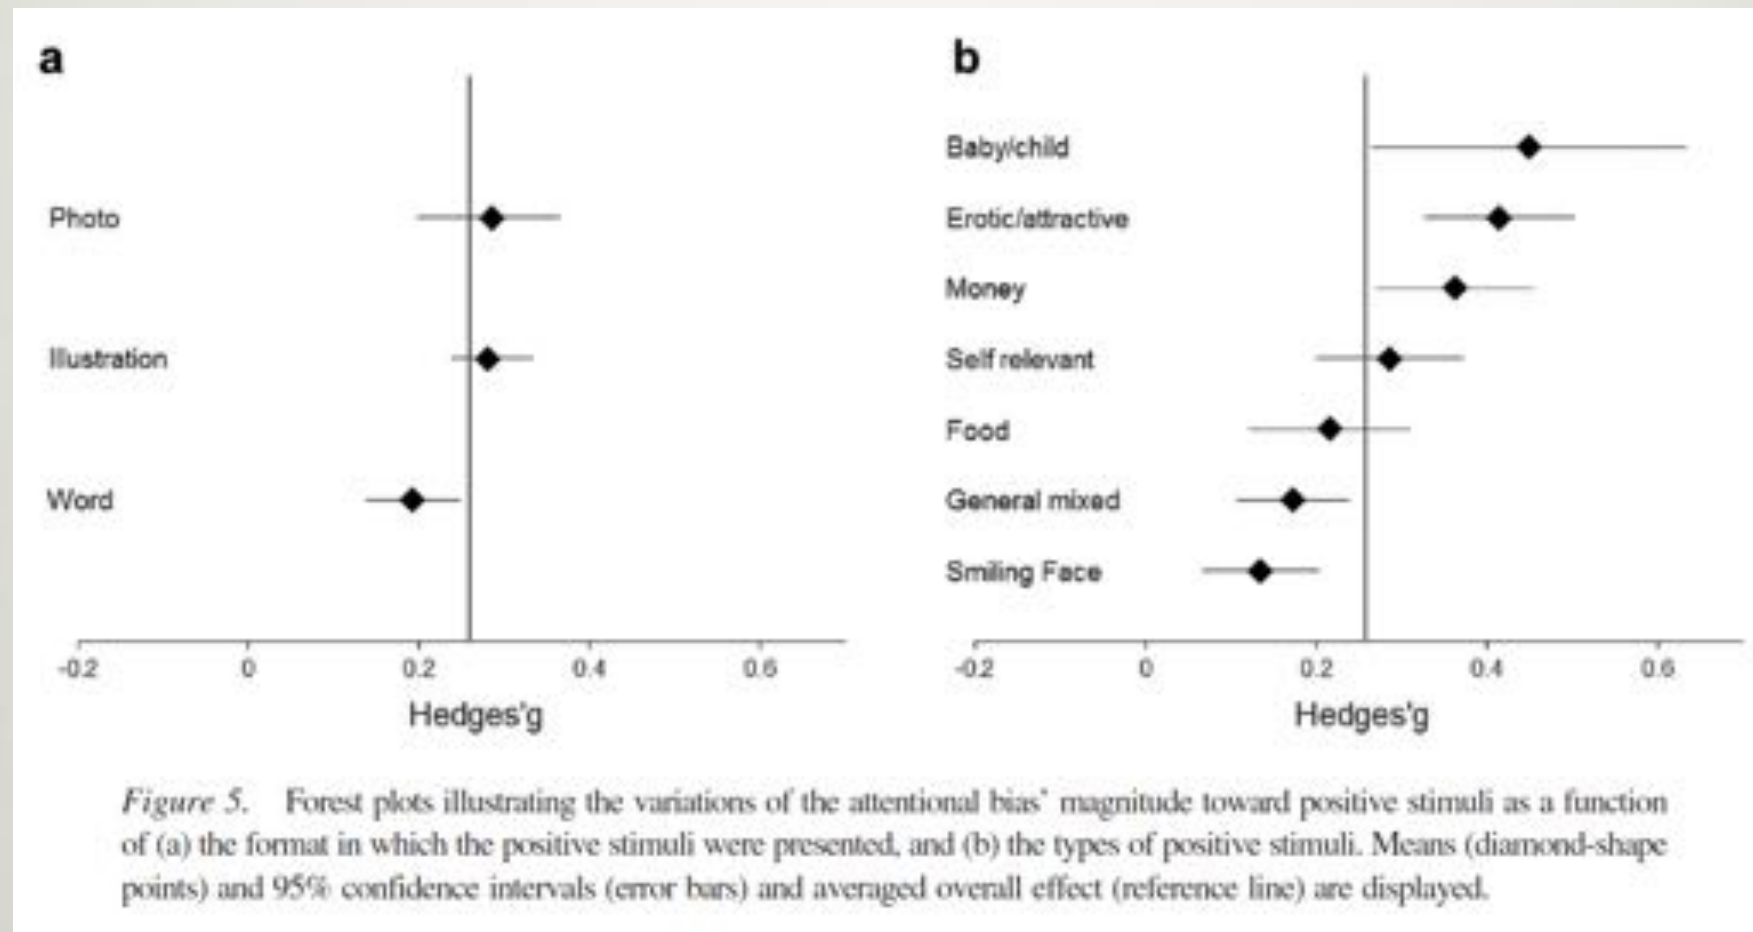 a
Photo
Illustration
Word
-0.2 0 0.2 0.4 0.6
Hedges'g
b
Baby/child
Erotic/attractive
Money
Self relevant
Food
General mixed
Smiling Face
-0.2 0 0.2 0.4 0.6
Hedges'g
Figure 5. Forest plots illustrating the variations of the attentional bias' magnitude toward positive stimuli as a function
of (a) the format in which the positive stimuli were presented, and (b) the types of positive stimuli. Means (diamond-shape
points) and 95% confidence intervals (error bars) and averaged overall effect (reference line) are displayed.